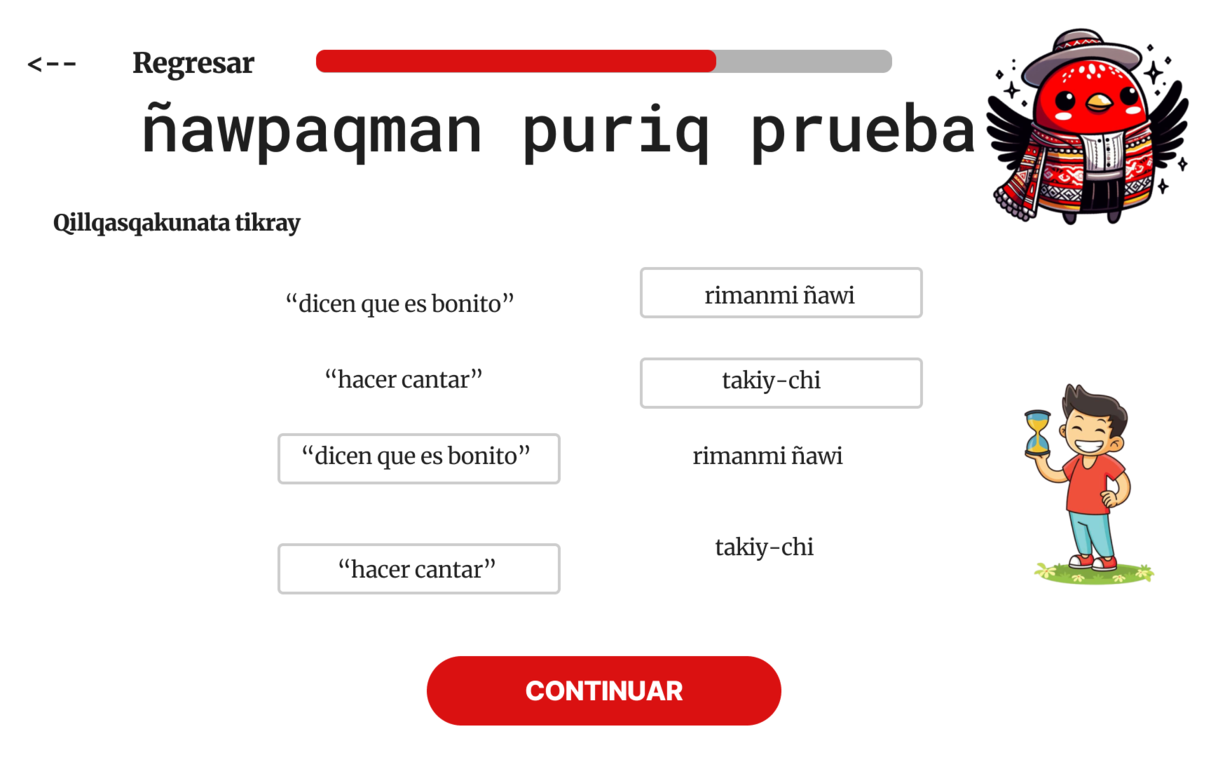 <-- Regresar
ñawpaqman puriq prueba
Qillqasqakunata tikray
“dicen que es bonito” rimanmi ñawi
“hacer cantar” takiy-chi
“dicen que es bonito” rimanmi ñawi
“hacer cantar” takiy-chi
CONTINUAR